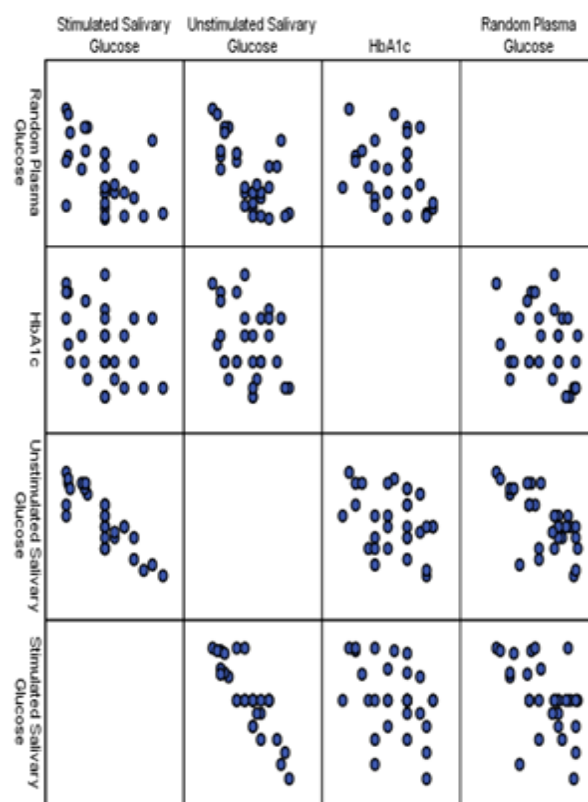 Stimulated Salivary
Glucose
Unstimulated Salivary
Glucose
HbA1c
Random Plasma
Glucose
Random Plasma
Glucose
HbA1c
Unstimulated Salivary
Glucose
Stimulated Salivary
Glucose